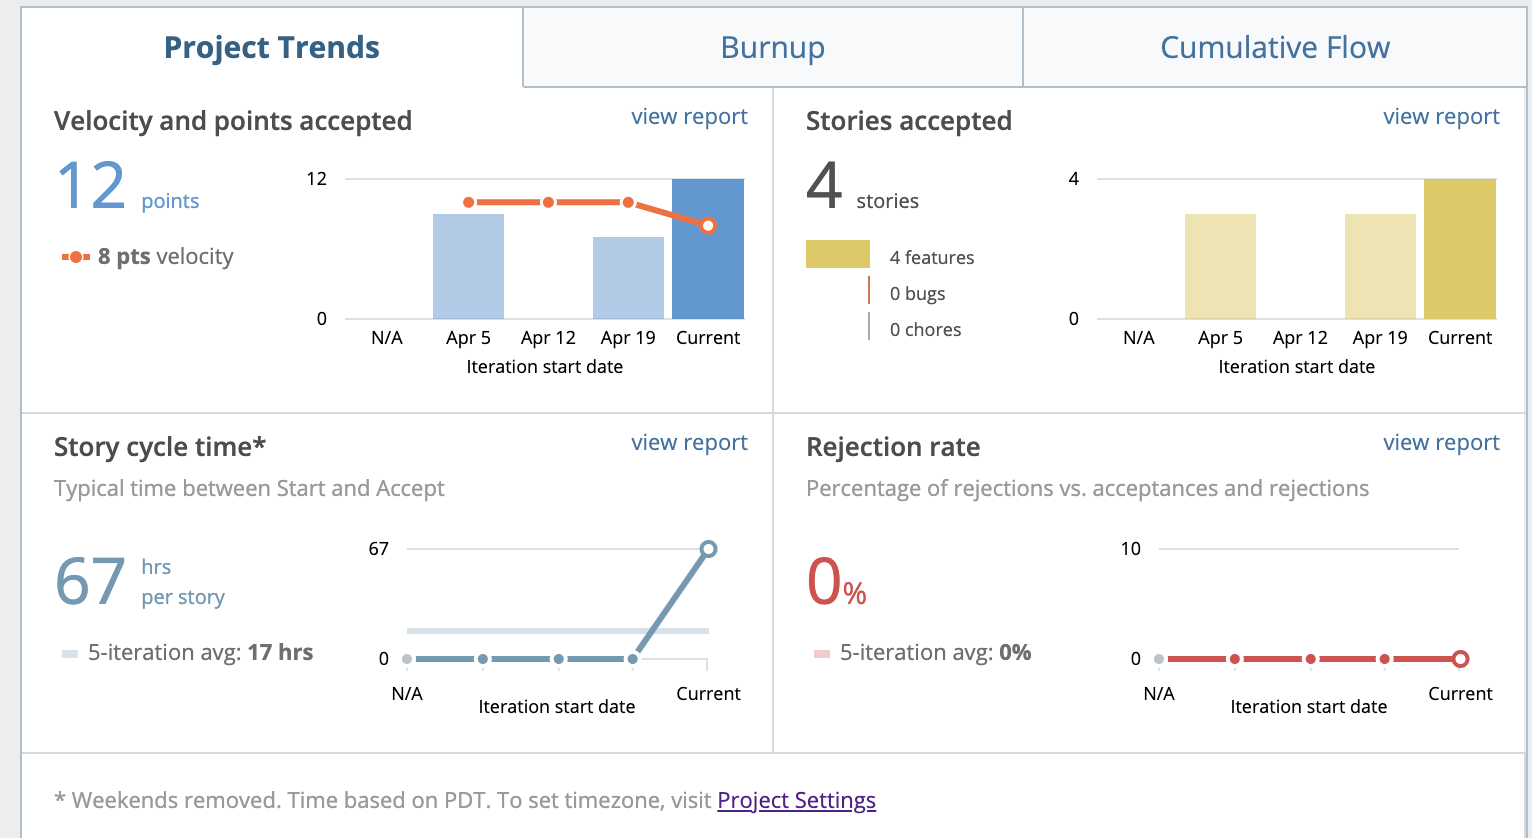 Project Trends
Burnup
Cumulative Flow
Velocity and points accepted
view report
12 points
8 pts velocity
12
0
N/A Apr 5 Apr 12 Apr 19 Current
Iteration start date
Stories accepted
view report
4 stories
4 features
0 bugs
0 chores
4
0
N/A Apr 5 Apr 12 Apr 19 Current
Iteration start date
Story cycle time*
view report
Typical time between Start and Accept
67 hrs
per story
5-iteration avg: 17 hrs
67
0
N/A Current
Iteration start date
Rejection rate
view report
Percentage of rejections vs. acceptances and rejections
0%
5-iteration avg: 0%
10
0
N/A Current
Iteration start date
* Weekends removed. Time based on PDT. To set timezone, visit Project Settings